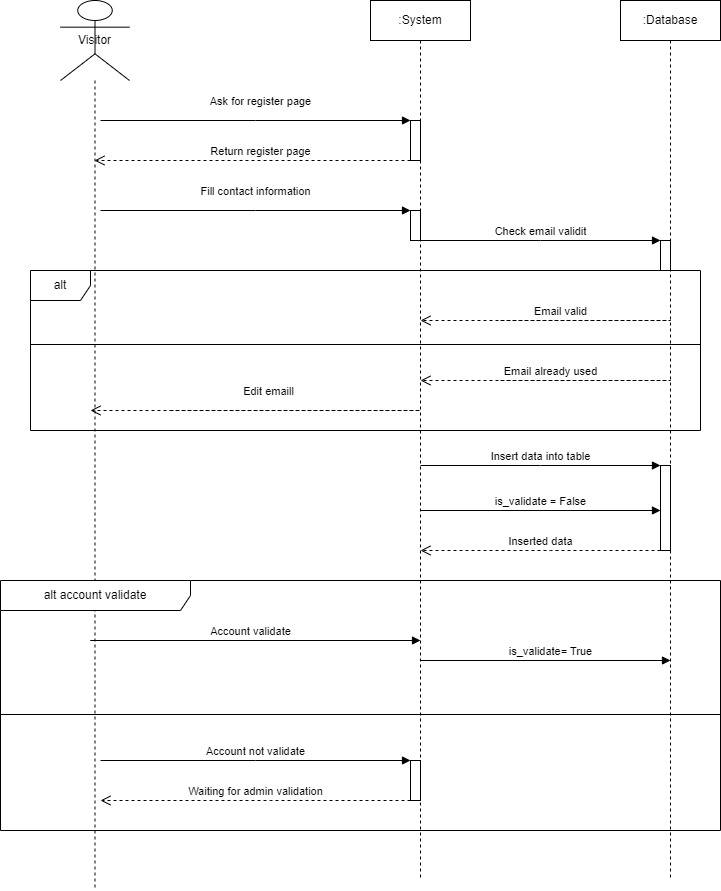 Visitor
:System
:Database
Ask for register page
Return register page
Fill contact information
Check email validit
alt
Email valid
Email already used
Edit emaill
Insert data into table
is_validate = False
Inserted data
alt account validate
Account validate
is_validate= True
Account not validate
Waiting for admin validation